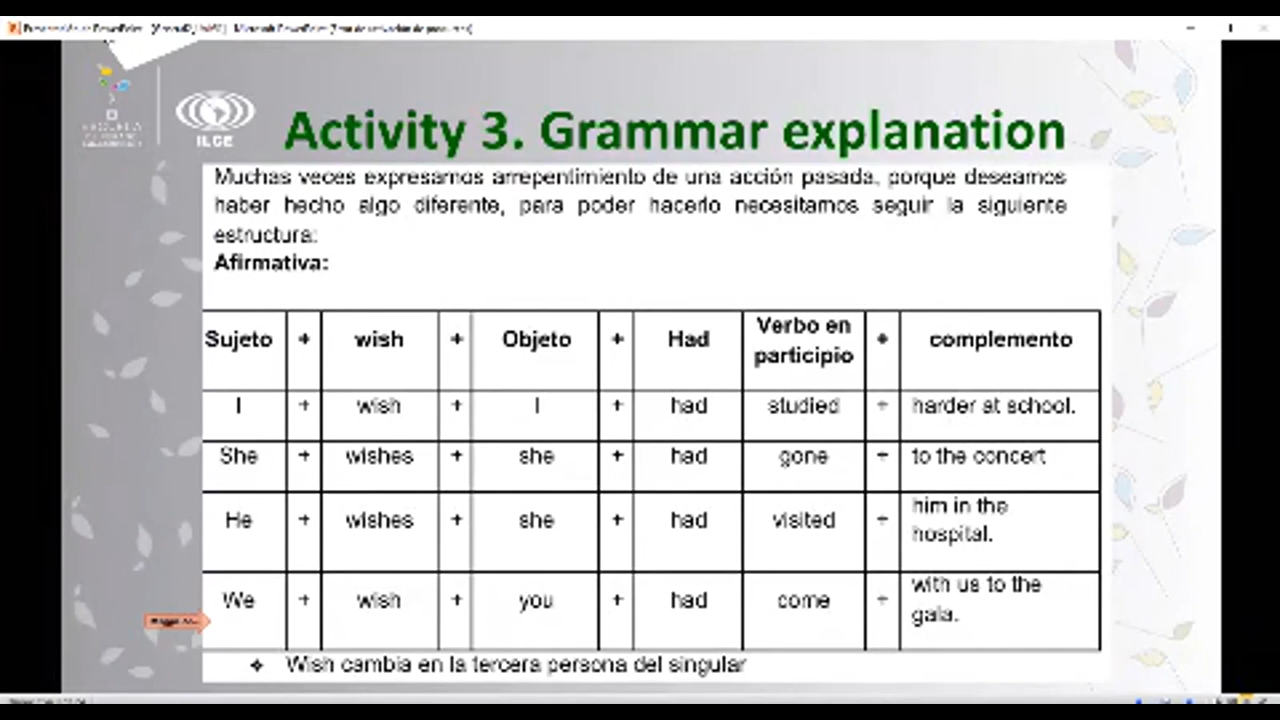 Microsoft PowerPoint
ILCE
Activity 3. Grammar explanation
Muchas veces expresamos arrepentimiento de una acción pasada, porque deseamos
haber hecho algo diferente, para poder hacerlo necesitamos seguir la siguiente
estructura:
Afirmativa:
Sujeto + wish + Objeto + Had Verbo en participio + complemento
I + wish + I + had studied + harder at school.
She + wishes + she + had gone + to the concert
He + wishes + she + had visited + him in the hospital.
We + wish + you + had come + with us to the gala.
❖ Wish cambia en la tercera persona del singular